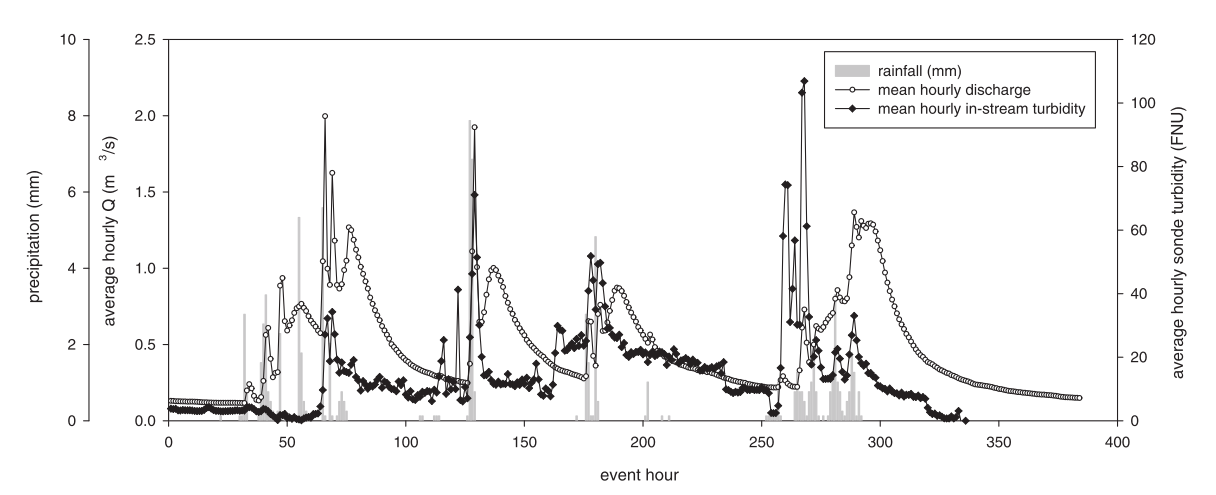 10
8
6
4
2
0
precipitation (mm)
2.5
2.0
1.5
1.0
0.5
0.0
average hourly Q (m 3/s)
rainfall (mm)
mean hourly discharge
mean hourly in-stream turbidity
120
100
80
60
40
20
0
average hourly sonde turbidity (FNU)
0 50 100 150 200 250 300 350 400
event hour